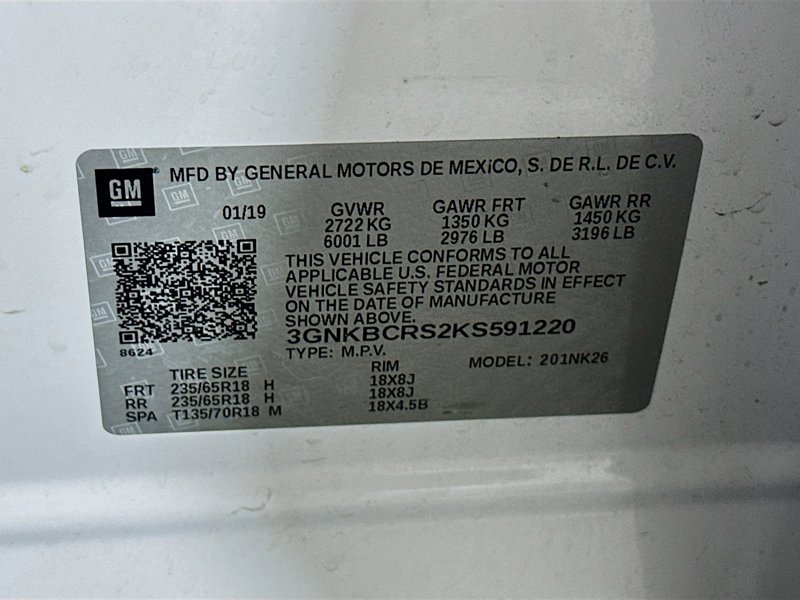 GM
MFD BY GENERAL MOTORS DE MEXiCO, S. DE R.L. DE C.V.
01/19 GVWR GAWR FRT GAWR RR
2722 KG 1350 KG 1450 KG
6001 LB 2976 LB 3196 LB
THIS VEHICLE CONFORMS TO ALL
APPLICABLE U.S. FEDERAL MOTOR
VEHICLE SAFETY STANDARDS IN EFFECT
ON THE DATE OF MANUFACTURE
SHOWN ABOVE.
3GNKBCRS2KS591220
8624 TYPE: M.P.V. MODEL: 201NK26
TIRE SIZE RIM
FRT 235/65R18 H 18X8J
RR 235/65R18 H 18X8J
SPA T135/70R18 M 18X4.5B